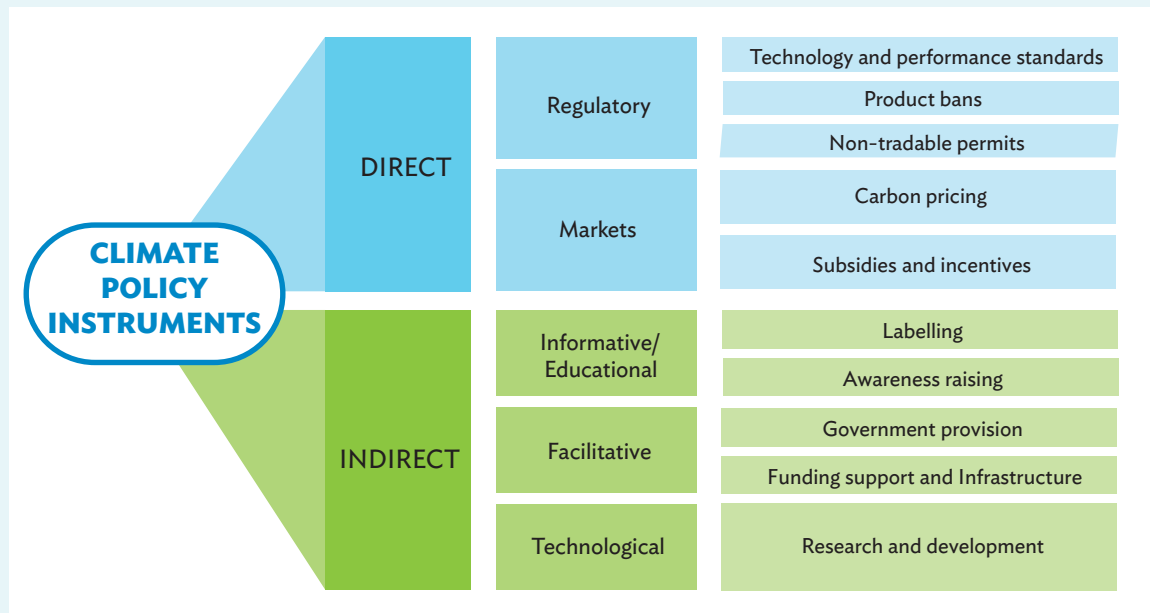 CLIMATE
POLICY
INSTRUMENTS
DIRECT
Regulatory
Technology and performance standards
Product bans
Non-tradable permits
Markets
Carbon pricing
Subsidies and incentives
INDIRECT
Informative/
Educational
Labelling
Awareness raising
Facilitative
Government provision
Funding support and Infrastructure
Technological
Research and development